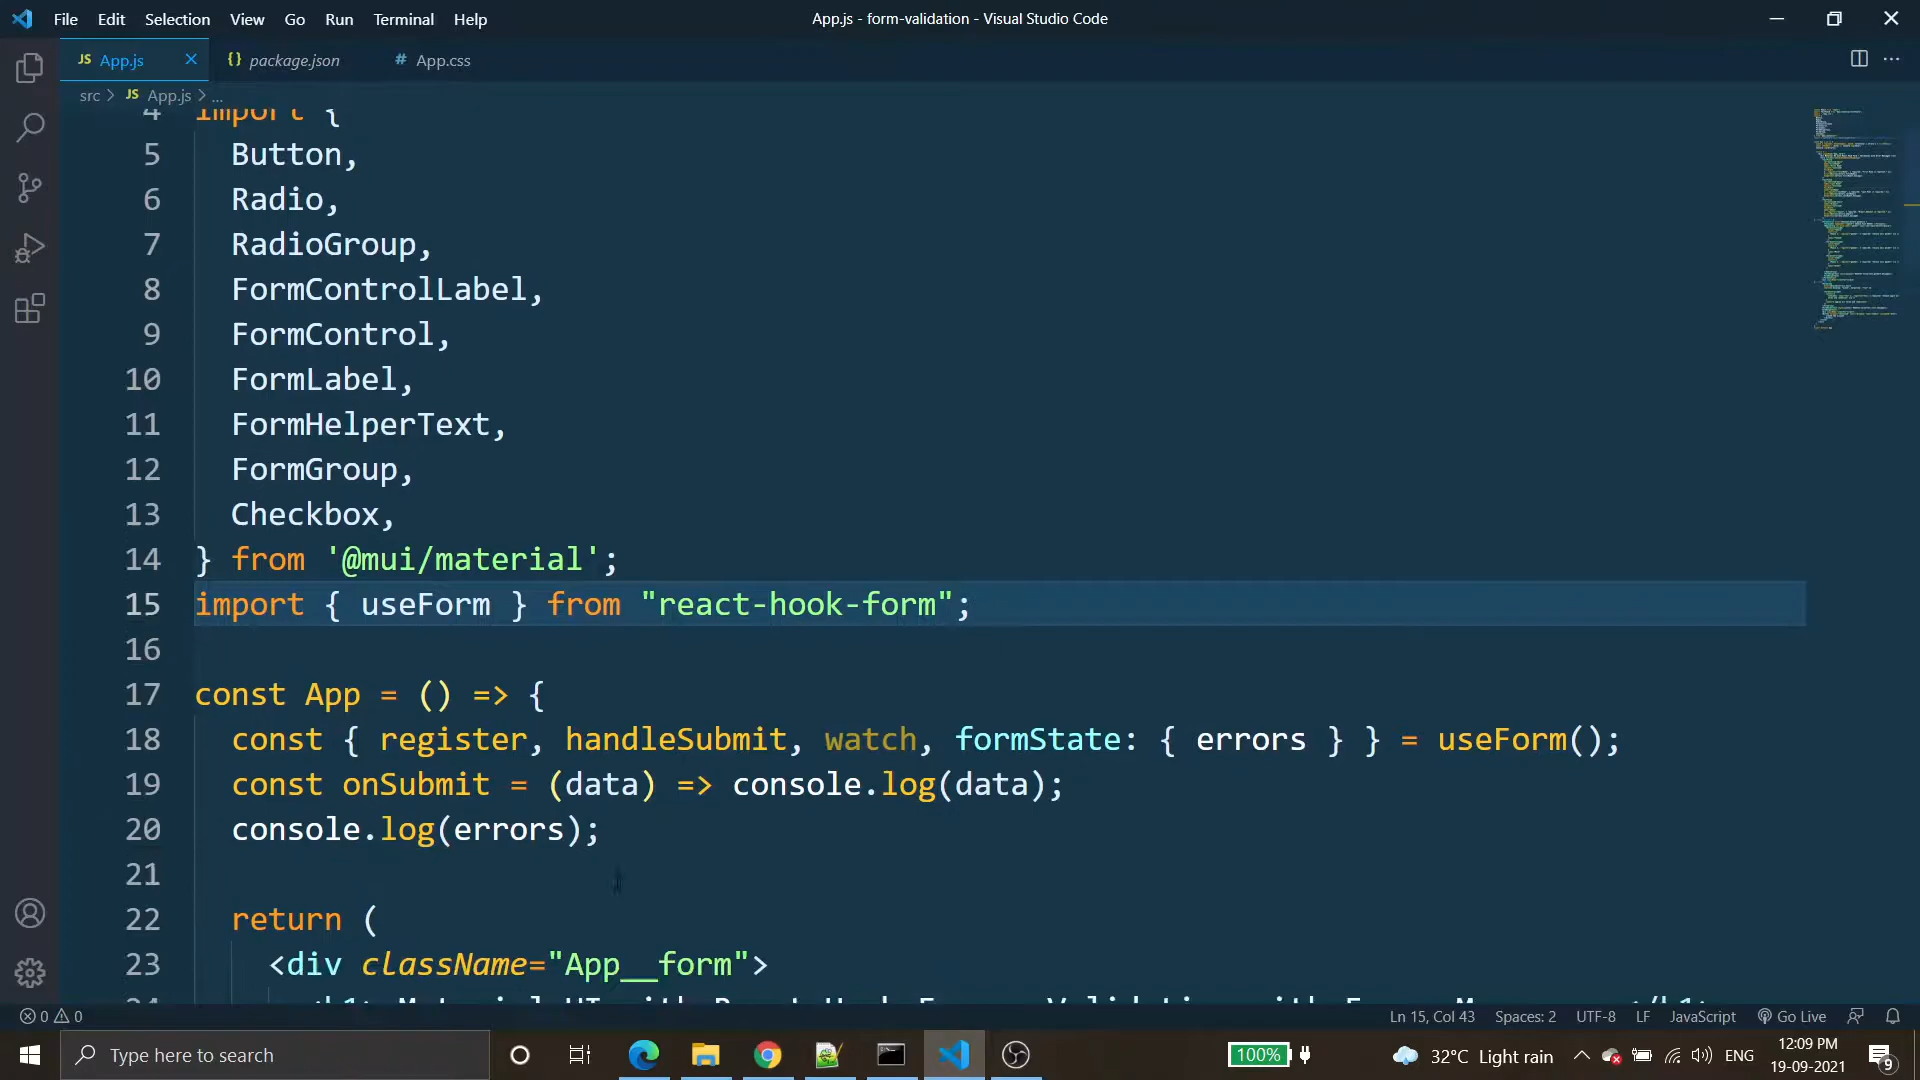 File Edit Selection View Go Run Terminal Help
App.js - form-validation - Visual Studio Code
JS App.js
{} package.json
# App.css
src > JS App.js > ...
4 import {
5 Button,
6 Radio,
7 RadioGroup,
8 FormControlLabel,
9 FormControl,
10 FormLabel,
11 FormHelperText,
12 FormGroup,
13 Checkbox,
14 } from '@mui/material';
15 import { useForm } from "react-hook-form";
16
17 const App = () => {
18 const { register, handleSubmit, watch, formState: { errors } } = useForm();
19 const onSubmit = (data) => console.log(data);
20 console.log(errors);
21
22 return (
23 <div className="App__form">
0 0
Ln 15, Col 43 Spaces: 2 UTF-8 LF JavaScript Go Live
Type here to search
100%
32°C Light rain
ENG
12:09 PM
19-09-2021
9